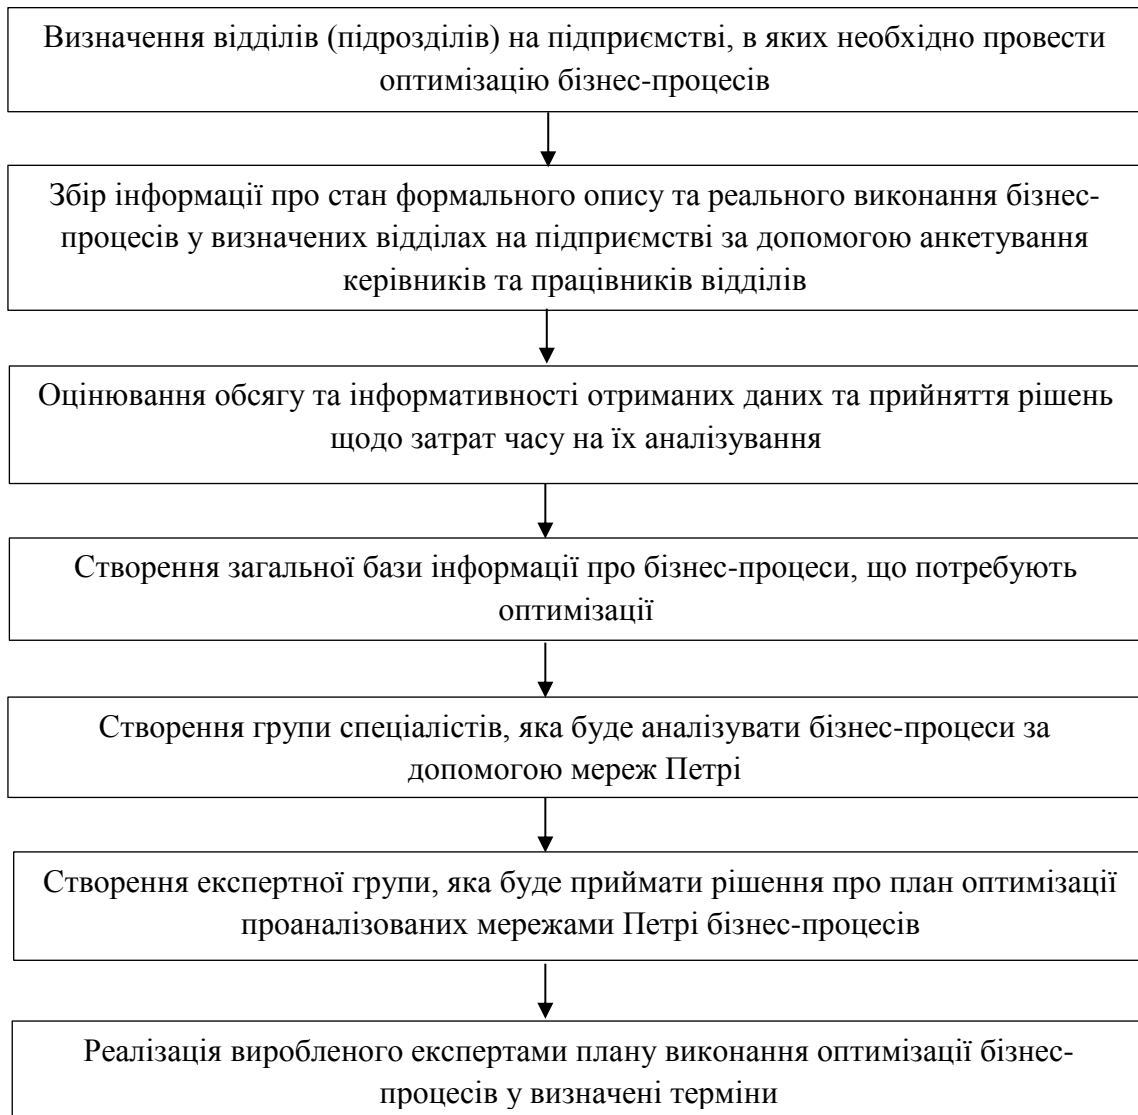 Визначення відділів (підрозділів) на підприємстві, в яких необхідно провести
оптимізацію бізнес-процесів
Збір інформації про стан формального опису та реального виконання бізнес-
процесів у визначених відділах на підприємстві за допомогою анкетування
керівників та працівників відділів
Оцінювання обсягу та інформативності отриманих даних та прийняття рішень
щодо затрат часу на їх аналізування
Створення загальної бази інформації про бізнес-процеси, що потребують
оптимізації
Створення групи спеціалістів, яка буде аналізувати бізнес-процеси за
допомогою мереж Петрі
Створення експертної групи, яка буде приймати рішення про план оптимізації
проаналізованих мережами Петрі бізнес-процесів
Реалізація виробленого експертами плану виконання оптимізації бізнес-
процесів у визначені терміни